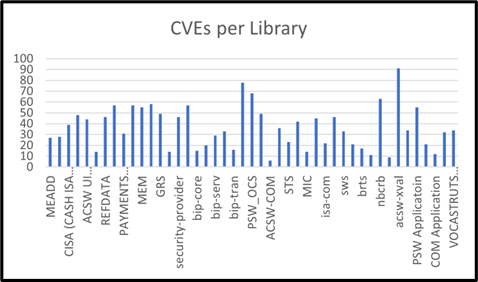 CVEs per Library
100
90
80
70
60
50
40
30
20
10
0
MEADD
CISA (CASH ISA...
ACSW UI...
REFDATA
PAYMENTS...
MEM
GRS
security-provider
bip-core
bip-serv
bip-tran
PSW_OCS
ACSW-COM
STS
MIC
isa-com
sws
brts
nbcrb
acsw-xval
PSW Applicatoin
COM Application
VOCASTRUTS...